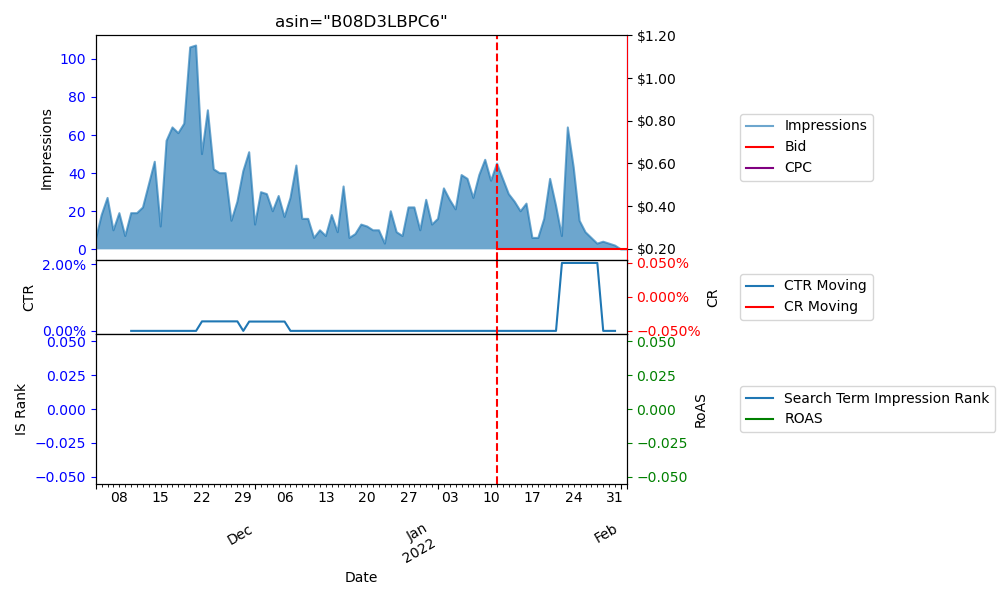 asin="B08D3LBPC6"
Impressions
100
80
60
40
20
0
$1.20
$1.00
$0.80
$0.60
$0.40
$0.20
Impressions
Bid
CPC
CTR
2.00%
0.00%
0.050%
0.000%
−0.050%
CR
CTR Moving
CR Moving
IS Rank
0.050
0.025
0.000
−0.025
−0.050
0.050
0.025
0.000
−0.025
−0.050
RoAS
Search Term Impression Rank
ROAS
08 15 22 29 06 13 20 27 03 10 17 24 31
Dec Jan Feb
2022
Date